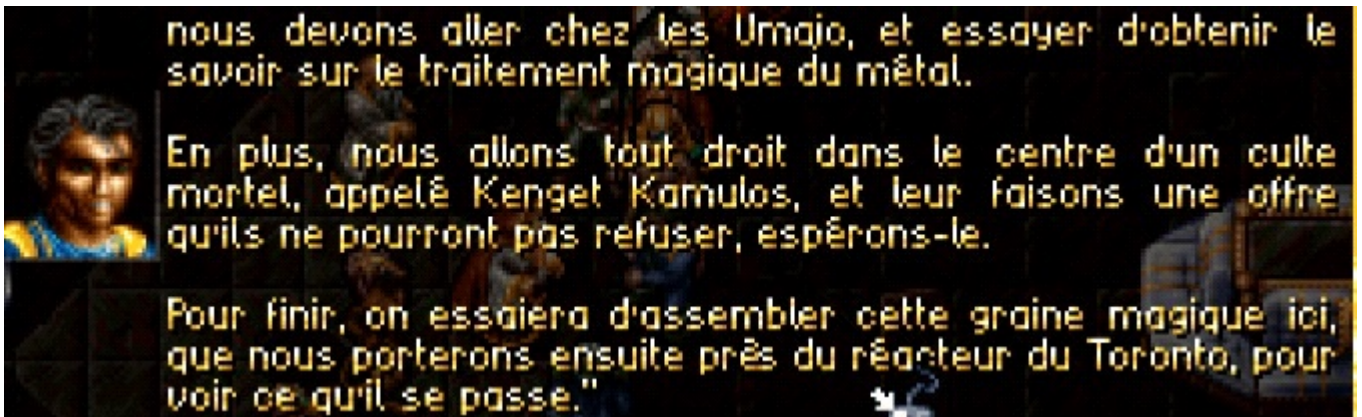 nous devons aller chez les Umajo, et essayer d'obtenir le
savoir sur le traitement magique du métal.
En plus, nous allons tout droit dans le centre d'un culte
mortel, appelé Kenget Kamulos, et leur faisons une offre
qu'ils ne pourront pas refuser, espérons-le.
Pour finir, on essaiera d'assembler cette graine magique ici,
que nous porterons ensuite près du réacteur du Toronto, pour
voir ce qu'il se passe."